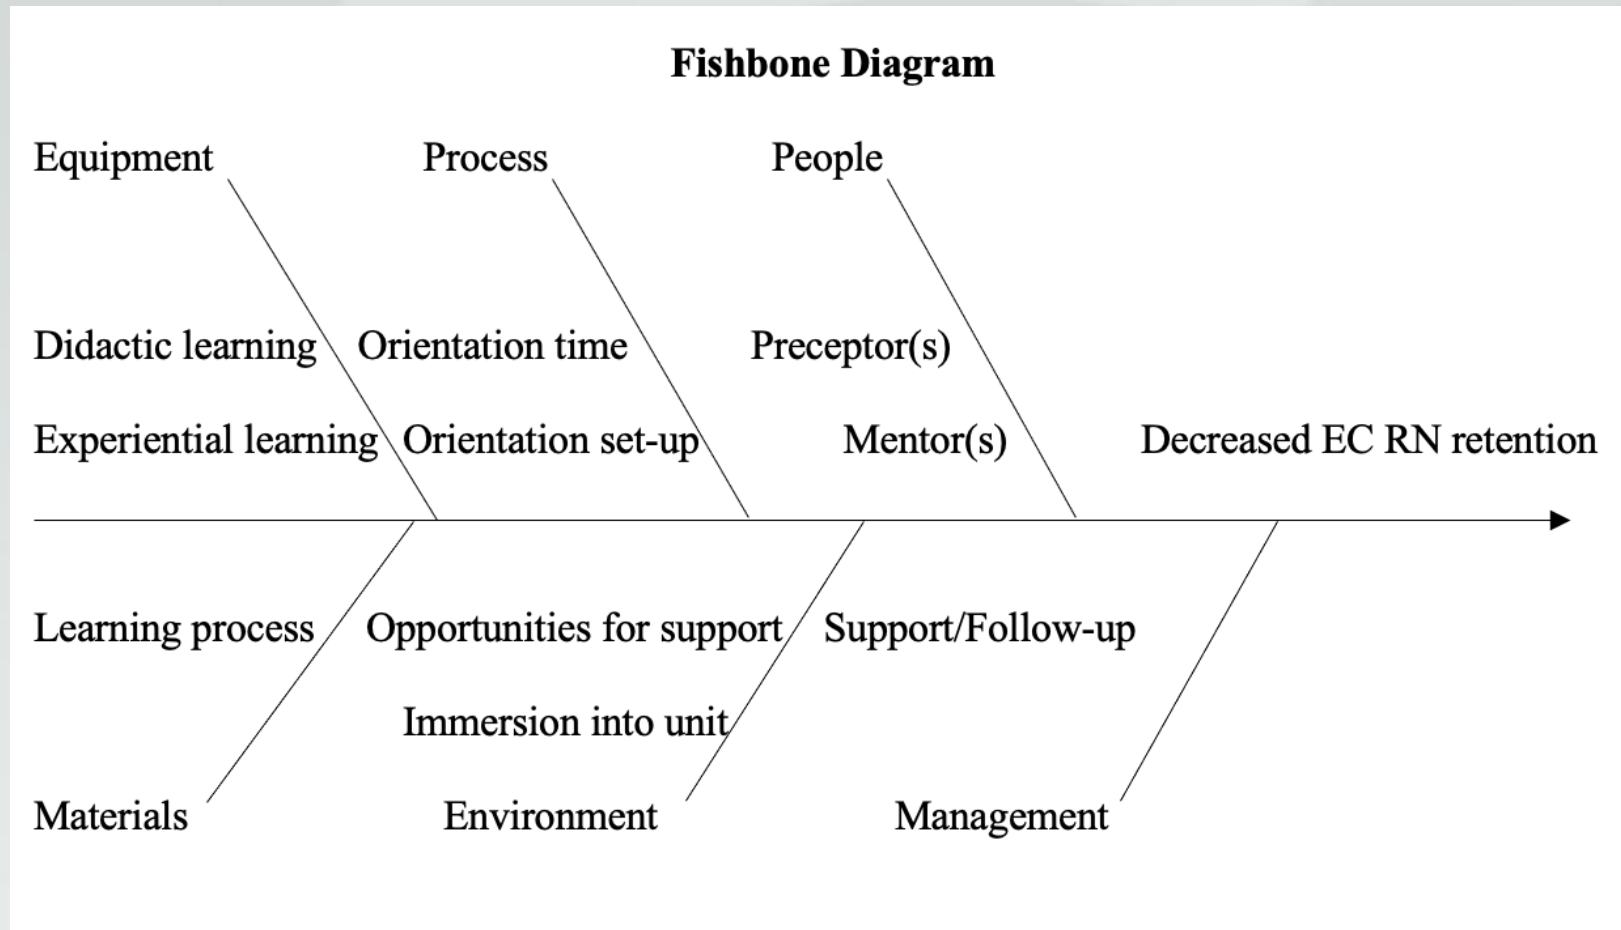 Fishbone Diagram
Equipment Process People
Didactic learning Orientation time Preceptor(s)
Experiential learning Orientation set-up Mentor(s) Decreased EC RN retention
Learning process Opportunities for support Support/Follow-up
Immersion into unit
Materials Environment Management